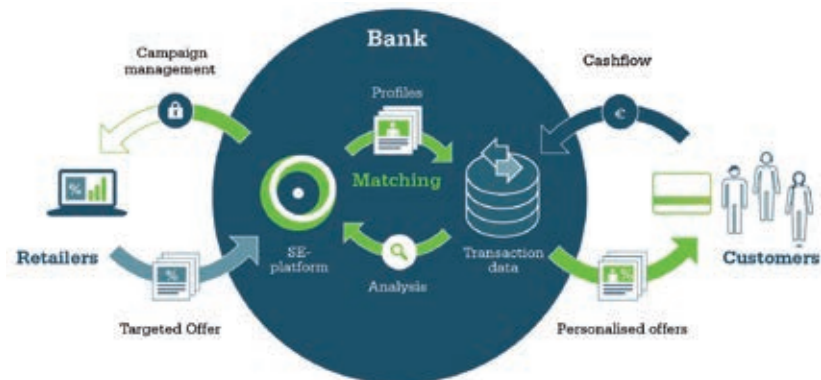 Bank
Campaign
management
Cashflow
Profiles
€
%
Matching
Retailers
SE-
platform
Transaction
data
Customers
%
%
Analysis
Targeted Offer
Personalised offers